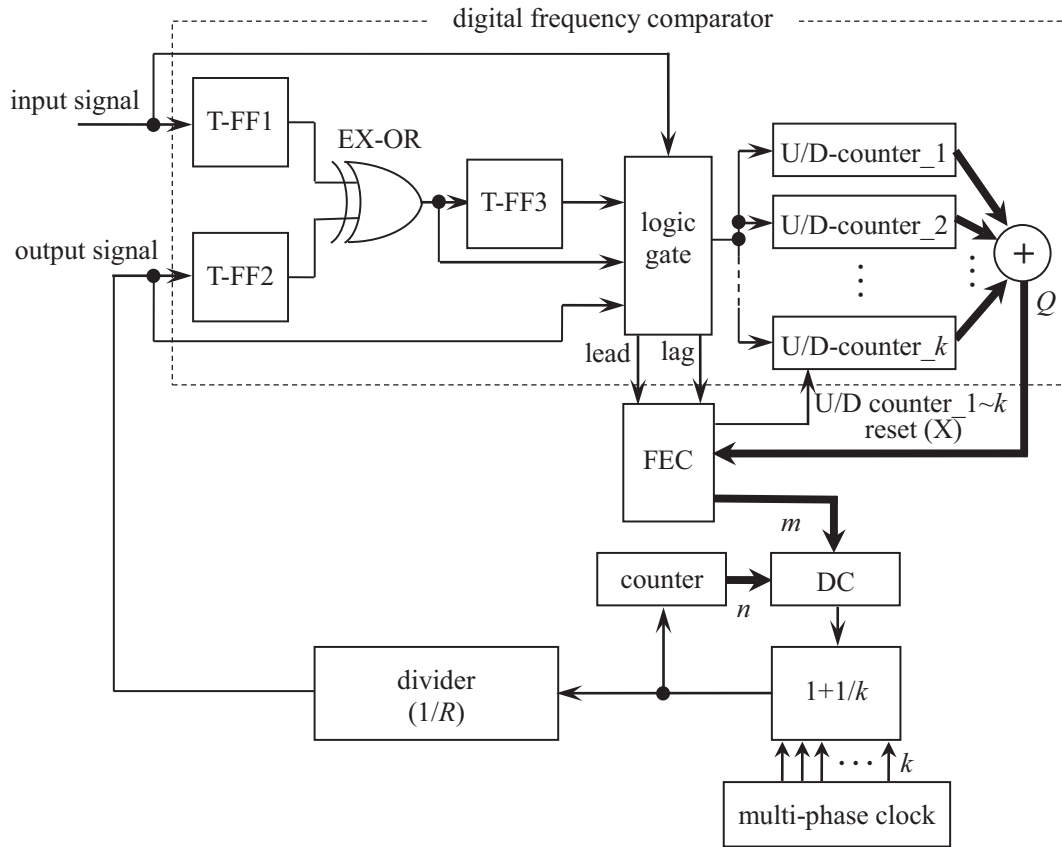 digital frequency comparator
input signal
T-FF1
EX-OR
T-FF3
output signal
T-FF2
logic
gate
U/D-counter_1
U/D-counter_2
U/D-counter_k
+
Q
lead
lag
U/D counter_1~k
reset (X)
FEC
m
counter
n
DC
divider
(1/R)
1+1/k
k
multi-phase clock